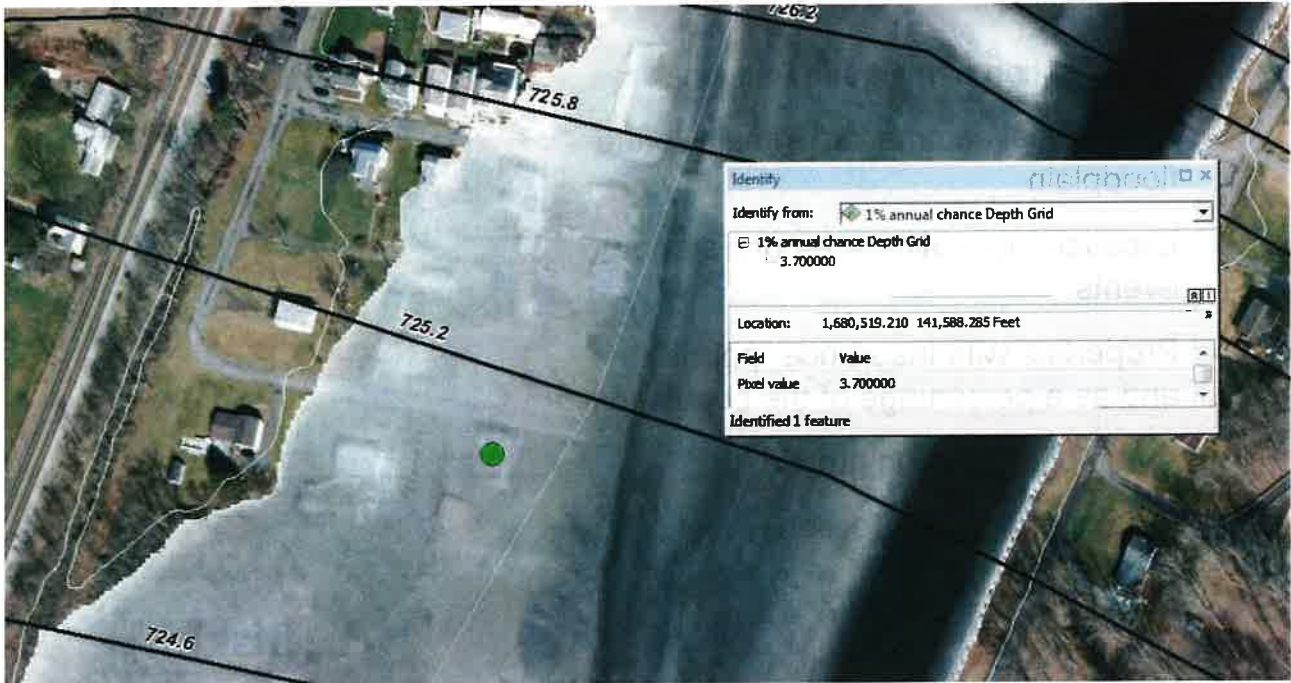 726.2
725.8
Identify
Identify from: 1% annual chance Depth Grid
1% annual chance Depth Grid
3.700000
Location: 1,680,519.210 141,588.285 Feet
Field Value
Pixel value 3.700000
Identified 1 feature
725.2
724.6